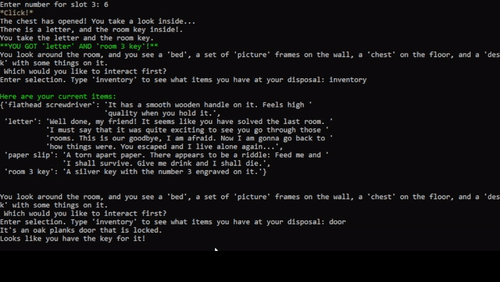 Enter number for slot 3: 6
*Click!*
The chest has opened! You take a look inside...
There is a letter, and the room key inside!.
You take the letter and the room key.
**YOU GOT 'letter' AND 'room 3 key'!**
You look around the room, and you see a 'bed', a set of 'picture' frames on the wall, a 'chest' on the floor, and a 'des
k' with some things on it.
 Which would you like to interact first?
Enter selection. Type 'inventory' to see what items you have at your disposal: inventory
Here are your current items:
{'flathead screwdriver': 'It has a smooth wooden handle on it. Feels high '
'quality when you hold it.',
 'letter': 'Well done, my friend! It seems like you have solved the last room. '
'I must say that it was quite exciting to see you go through those '
'rooms. This is our goodbye, I am afraid. Now I am gonna go back to '
'how things were. You escaped and I live alone again...',
 'paper slip': 'A torn apart paper. There appears to be a riddle: Feed me and '
'I shall survive. Give me drink and I shall die.',
 'room 3 key': 'A silver key with the number 3 engraved on it.'}
You look around the room, and you see a 'bed', a set of 'picture' frames on the wall, a 'chest' on the floor, and a 'des
k' with some things on it.
 Which would you like to interact first?
Enter selection. Type 'inventory' to see what items you have at your disposal: door
It's an oak planks door that is locked.
Looks like you have the key for it!